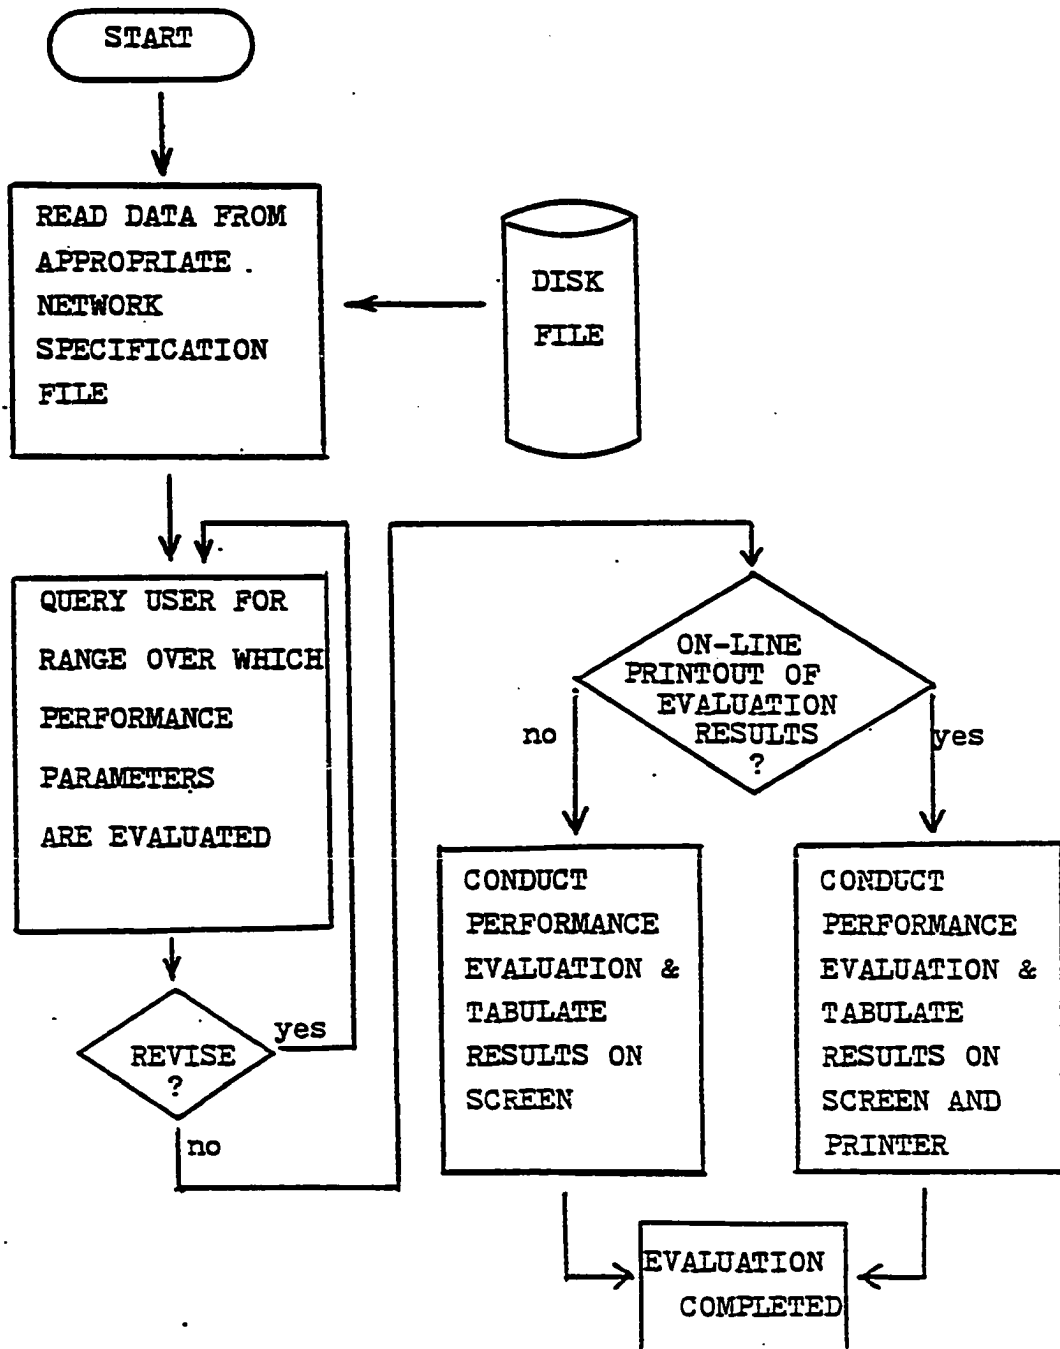 START
READ DATA FROM
APPROPRIATE
NETWORK
SPECIFICATION
FILE
DISK
FILE
QUERY USER FOR
RANGE OVER WHICH
PERFORMANCE
PARAMETERS
ARE EVALUATED
REVISE
?
yes
no
ON-LINE
PRINTOUT OF
EVALUATION
RESULTS
?
no
yes
CONDUCT
PERFORMANCE
EVALUATION &
TABULATE
RESULTS ON
SCREEN
CONDUCT
PERFORMANCE
EVALUATION &
TABULATE
RESULTS ON
SCREEN AND
PRINTER
EVALUATION
COMPLETED